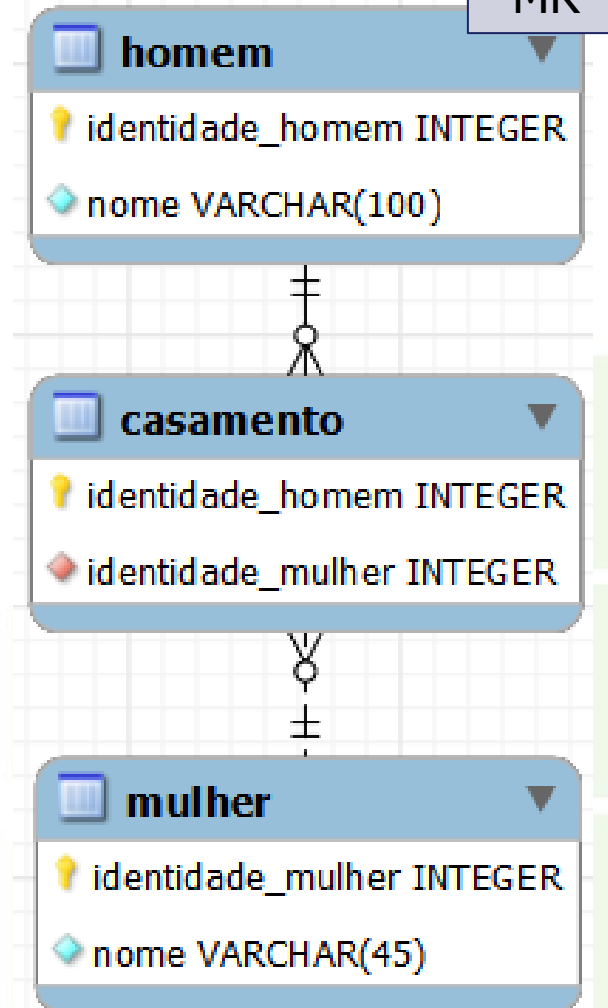 MR
homem
identidade_homem INTEGER
nome VARCHAR(100)
casamento
identidade_homem INTEGER
identidade_mulher INTEGER
mulher
identidade_mulher INTEGER
nome VARCHAR(45)